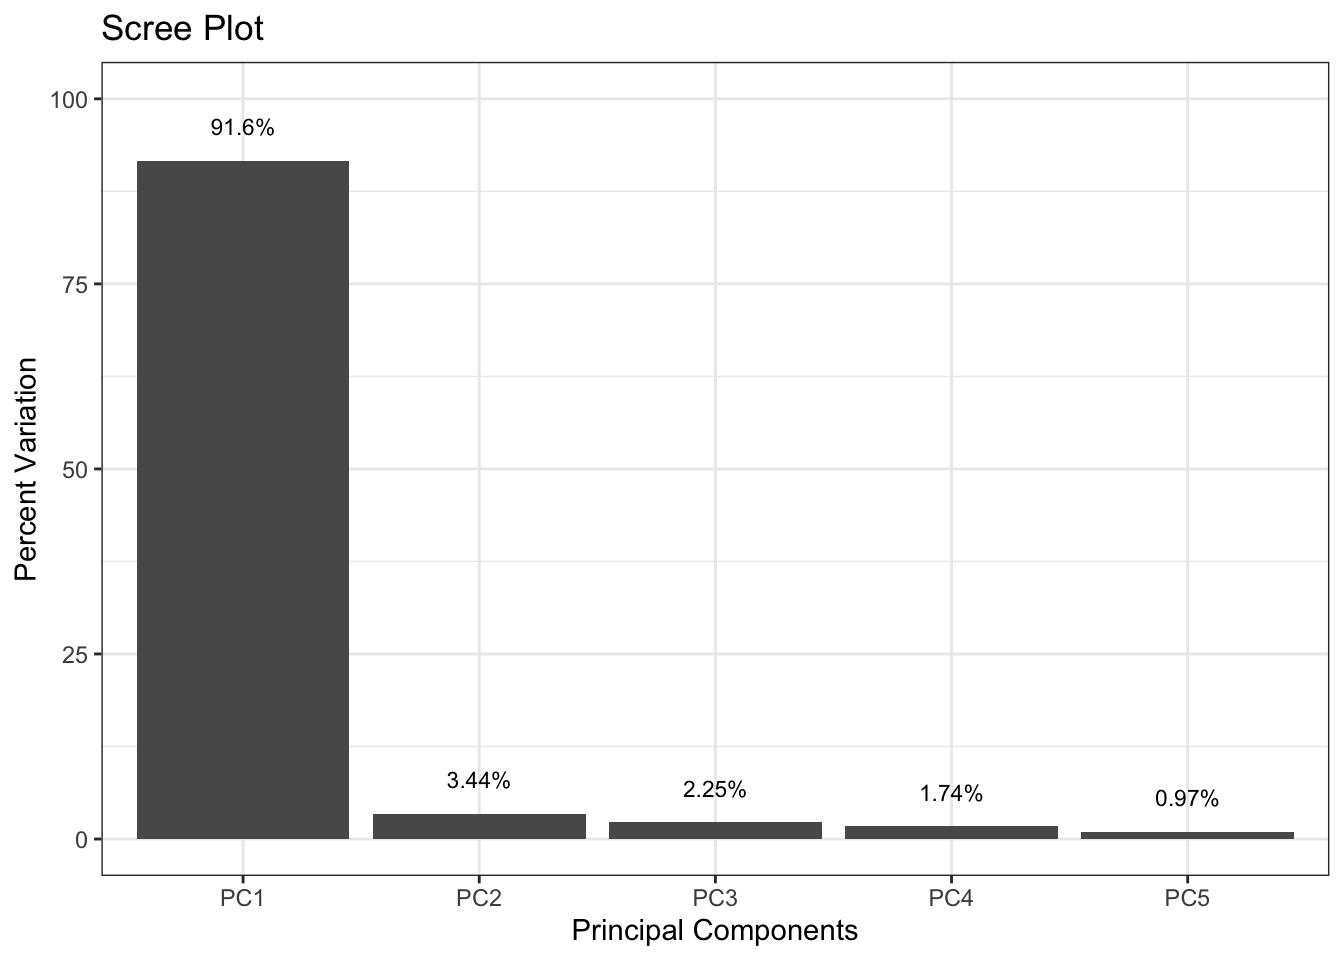 Scree Plot
Percent Variation
100
75
50
25
0
91.6%
3.44%
2.25%
1.74%
0.97%
PC1 PC2 PC3 PC4 PC5
Principal Components